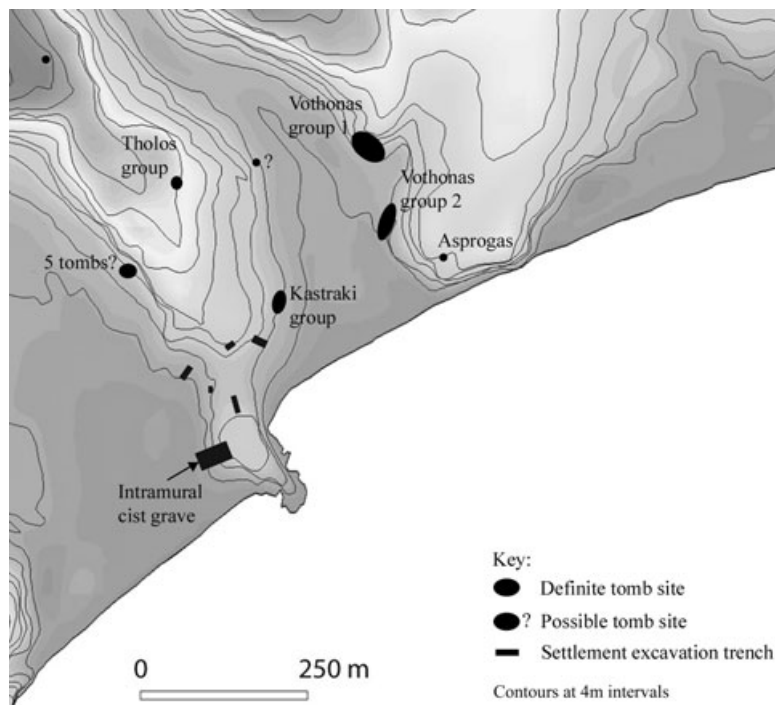 Vothonas
group 1
Tholos
group
?
Vothonas
group 2
Asprogas
5 tombs?
Kastraki
group
Intramural
cist grave
Key:
Definite tomb site
? Possible tomb site
Settlement excavation trench
Contours at 4m intervals
0 250 m